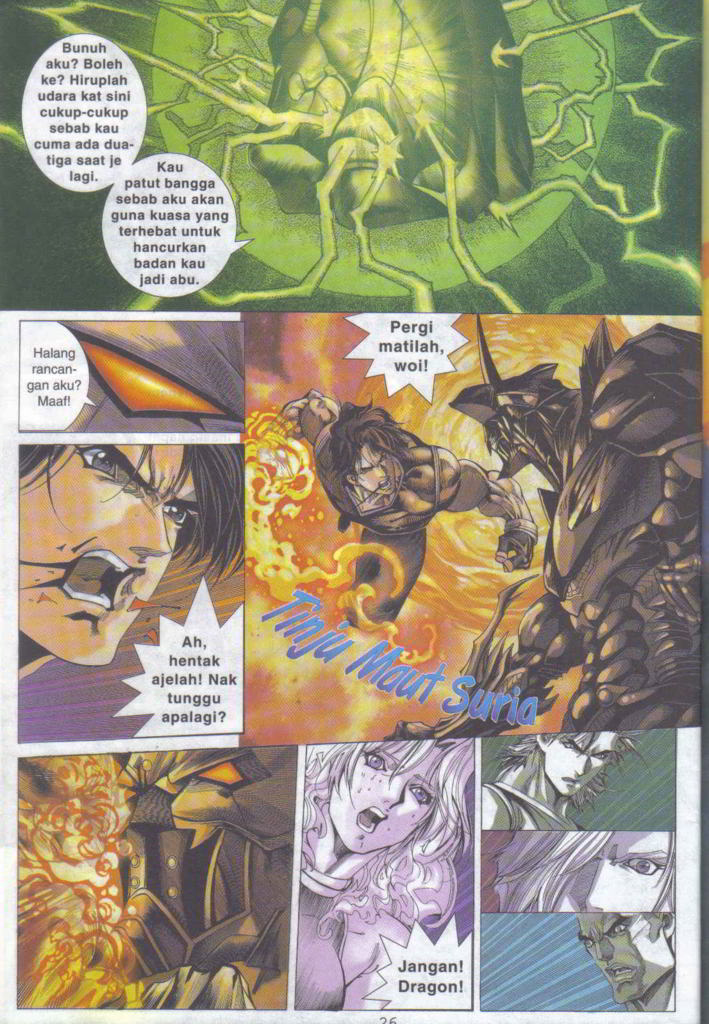 Bunuh
aku? Boleh
ke? Hiruplah
udara kat sini
cukup-cukup
sebab kau
cuma ada dua-
tiga saat je
lagi.
Kau
patut bangga
sebab aku akan
guna kuasa yang
terhebat untuk
hancurkan
badan kau
jadi abu.
Halang
rancan-
gan aku?
Maaf!
Pergi
matilah,
woi!
Ah,
hentak
ajelah! Nak
tunggu
apalagi?
Tinju Maut Suria
Jangan!
Dragon!
26